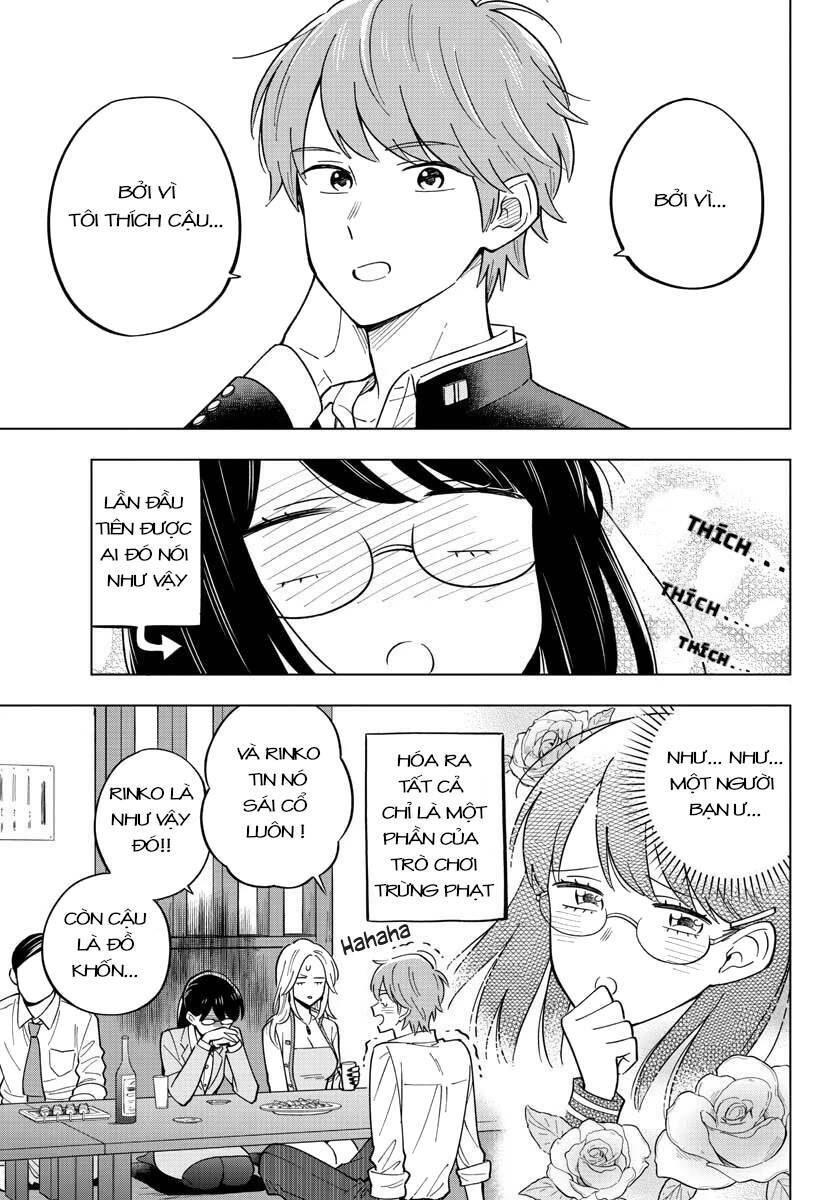 BỞI VÌ...
BỞI VÌ
TÔI THÍCH CẬU...
THÍCH...
THÍCH...
THÍCH...
LẦN ĐẦU
TIÊN ĐƯỢC
AI ĐÓ NÓI
NHƯ VẬY
NHƯ... NHƯ...
MỘT NGƯỜI
BẠN Ư...
HÓA RA
TẤT CẢ
CHỈ LÀ MỘT
PHẦN CỦA
TRÒ CHƠI
TRỪNG PHẠT
VÀ RINKO
TIN NÓ
SÁI CỔ
LUÔN !
RINKO LÀ
NHƯ VẬY
ĐÓ!!
Hahaha
CÒN CẬU
LÀ ĐỒ
KHỐN...